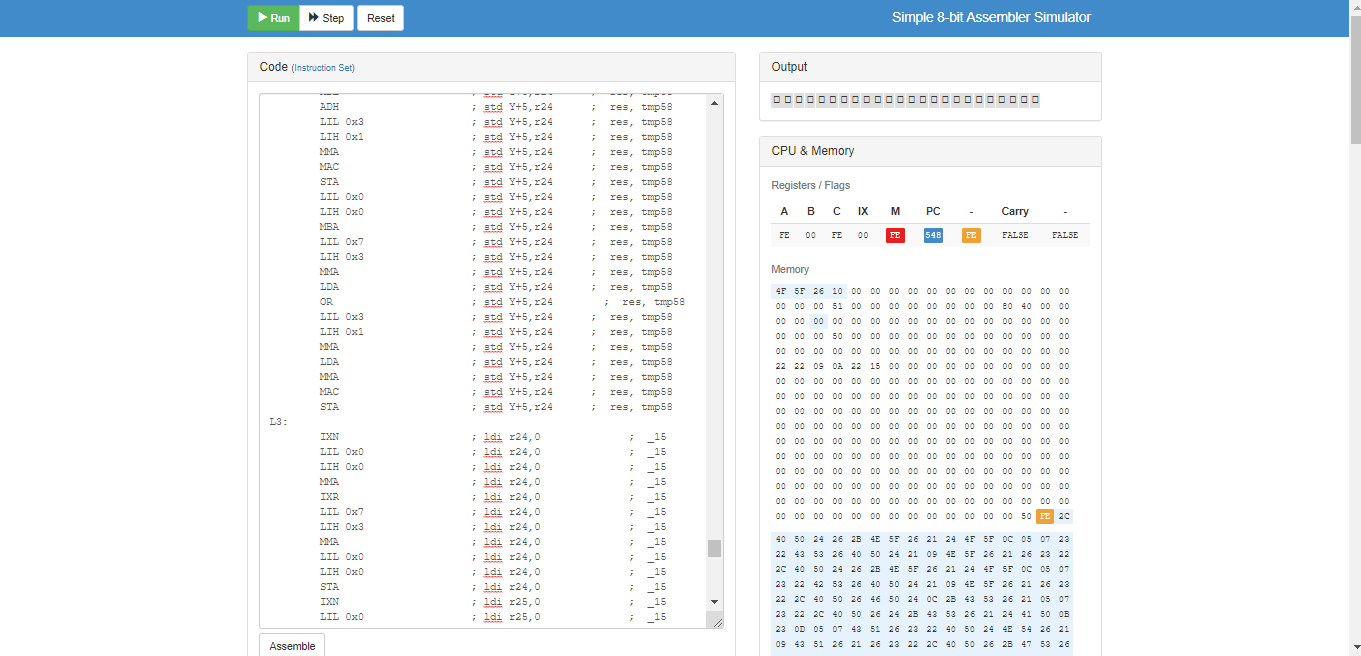 Run Step Reset
Simple 8-bit Assembler Simulator
Code (Instruction Set)
ADH ; std Y+5,r24 ; res, tmp58
LIL 0x3 ; std Y+5,r24 ; res, tmp58
LIH 0x1 ; std Y+5,r24 ; res, tmp58
MMA ; std Y+5,r24 ; res, tmp58
MAC ; std Y+5,r24 ; res, tmp58
STA ; std Y+5,r24 ; res, tmp58
LIL 0x0 ; std Y+5,r24 ; res, tmp58
LIH 0x0 ; std Y+5,r24 ; res, tmp58
MBA ; std Y+5,r24 ; res, tmp58
LIL 0x7 ; std Y+5,r24 ; res, tmp58
LIH 0x3 ; std Y+5,r24 ; res, tmp58
MMA ; std Y+5,r24 ; res, tmp58
LDA ; std Y+5,r24 ; res, tmp58
OR ; std Y+5,r24 ; res, tmp58
LIL 0x3 ; std Y+5,r24 ; res, tmp58
LIH 0x1 ; std Y+5,r24 ; res, tmp58
MMA ; std Y+5,r24 ; res, tmp58
LDA ; std Y+5,r24 ; res, tmp58
MMA ; std Y+5,r24 ; res, tmp58
MAC ; std Y+5,r24 ; res, tmp58
STA ; std Y+5,r24 ; res, tmp58
L3:
IXN ; ldi r24,0 ; _15
LIL 0x0 ; ldi r24,0 ; _15
LIH 0x0 ; ldi r24,0 ; _15
MMA ; ldi r24,0 ; _15
IXR ; ldi r24,0 ; _15
LIL 0x7 ; ldi r24,0 ; _15
LIH 0x3 ; ldi r24,0 ; _15
MMA ; ldi r24,0 ; _15
LIL 0x0 ; ldi r24,0 ; _15
LIH 0x0 ; ldi r24,0 ; _15
STA ; ldi r24,0 ; _15
IXN ; ldi r25,0 ; _15
LIL 0x0 ; ldi r25,0 ; _15
Assemble
Output
CPU & Memory
Registers / Flags
A B C IX M PC - Carry -
FE 00 FE 00 FE 548 FE FALSE FALSE
Memory
4F 5F 26 10 00 00 00 00 00 00 00 00 00 00 00 00
00 00 00 51 00 00 00 00 00 00 00 00 80 40 00 00
00 00 00 00 00 00 00 00 00 00 00 00 00 00 00 00
00 00 00 50 00 00 00 00 00 00 00 00 00 00 00 00
00 00 00 00 00 00 00 00 00 00 00 00 00 00 00 00
22 22 09 0A 22 15 00 00 00 00 00 00 00 00 00 00
00 00 00 00 00 00 00 00 00 00 00 00 00 00 00 00
00 00 00 00 00 00 00 00 00 00 00 00 00 00 00 00
00 00 00 00 00 00 00 00 00 00 00 00 00 00 00 00
00 00 00 00 00 00 00 00 00 00 00 00 00 00 00 00
00 00 00 00 00 00 00 00 00 00 00 00 00 00 00 00
00 00 00 00 00 00 00 00 00 00 00 00 00 00 00 00
00 00 00 00 00 00 00 00 00 00 00 00 00 00 00 00
00 00 00 00 00 00 00 00 00 00 00 00 00 00 00 00
00 00 00 00 00 00 00 00 00 00 00 00 00 00 00 00
00 00 00 00 00 00 00 00 00 00 00 00 00 50 FE 2C
40 50 24 26 2B 4E 5F 26 21 24 4F 5F 0C 05 07 23
22 43 53 26 40 50 24 21 09 4E 5F 26 21 26 23 22
2C 40 50 24 26 2B 4E 5F 26 21 24 4F 5F 0C 05 07
23 22 42 53 26 40 50 24 21 09 4E 5F 26 21 26 23
22 2C 40 50 26 46 50 24 0C 2B 43 53 26 21 05 07
23 22 2C 40 50 26 24 2B 43 53 26 21 24 41 50 0B
23 0D 05 07 43 51 26 23 22 40 50 24 4E 54 26 21
09 43 51 26 21 26 23 22 2C 40 50 26 2B 47 53 26